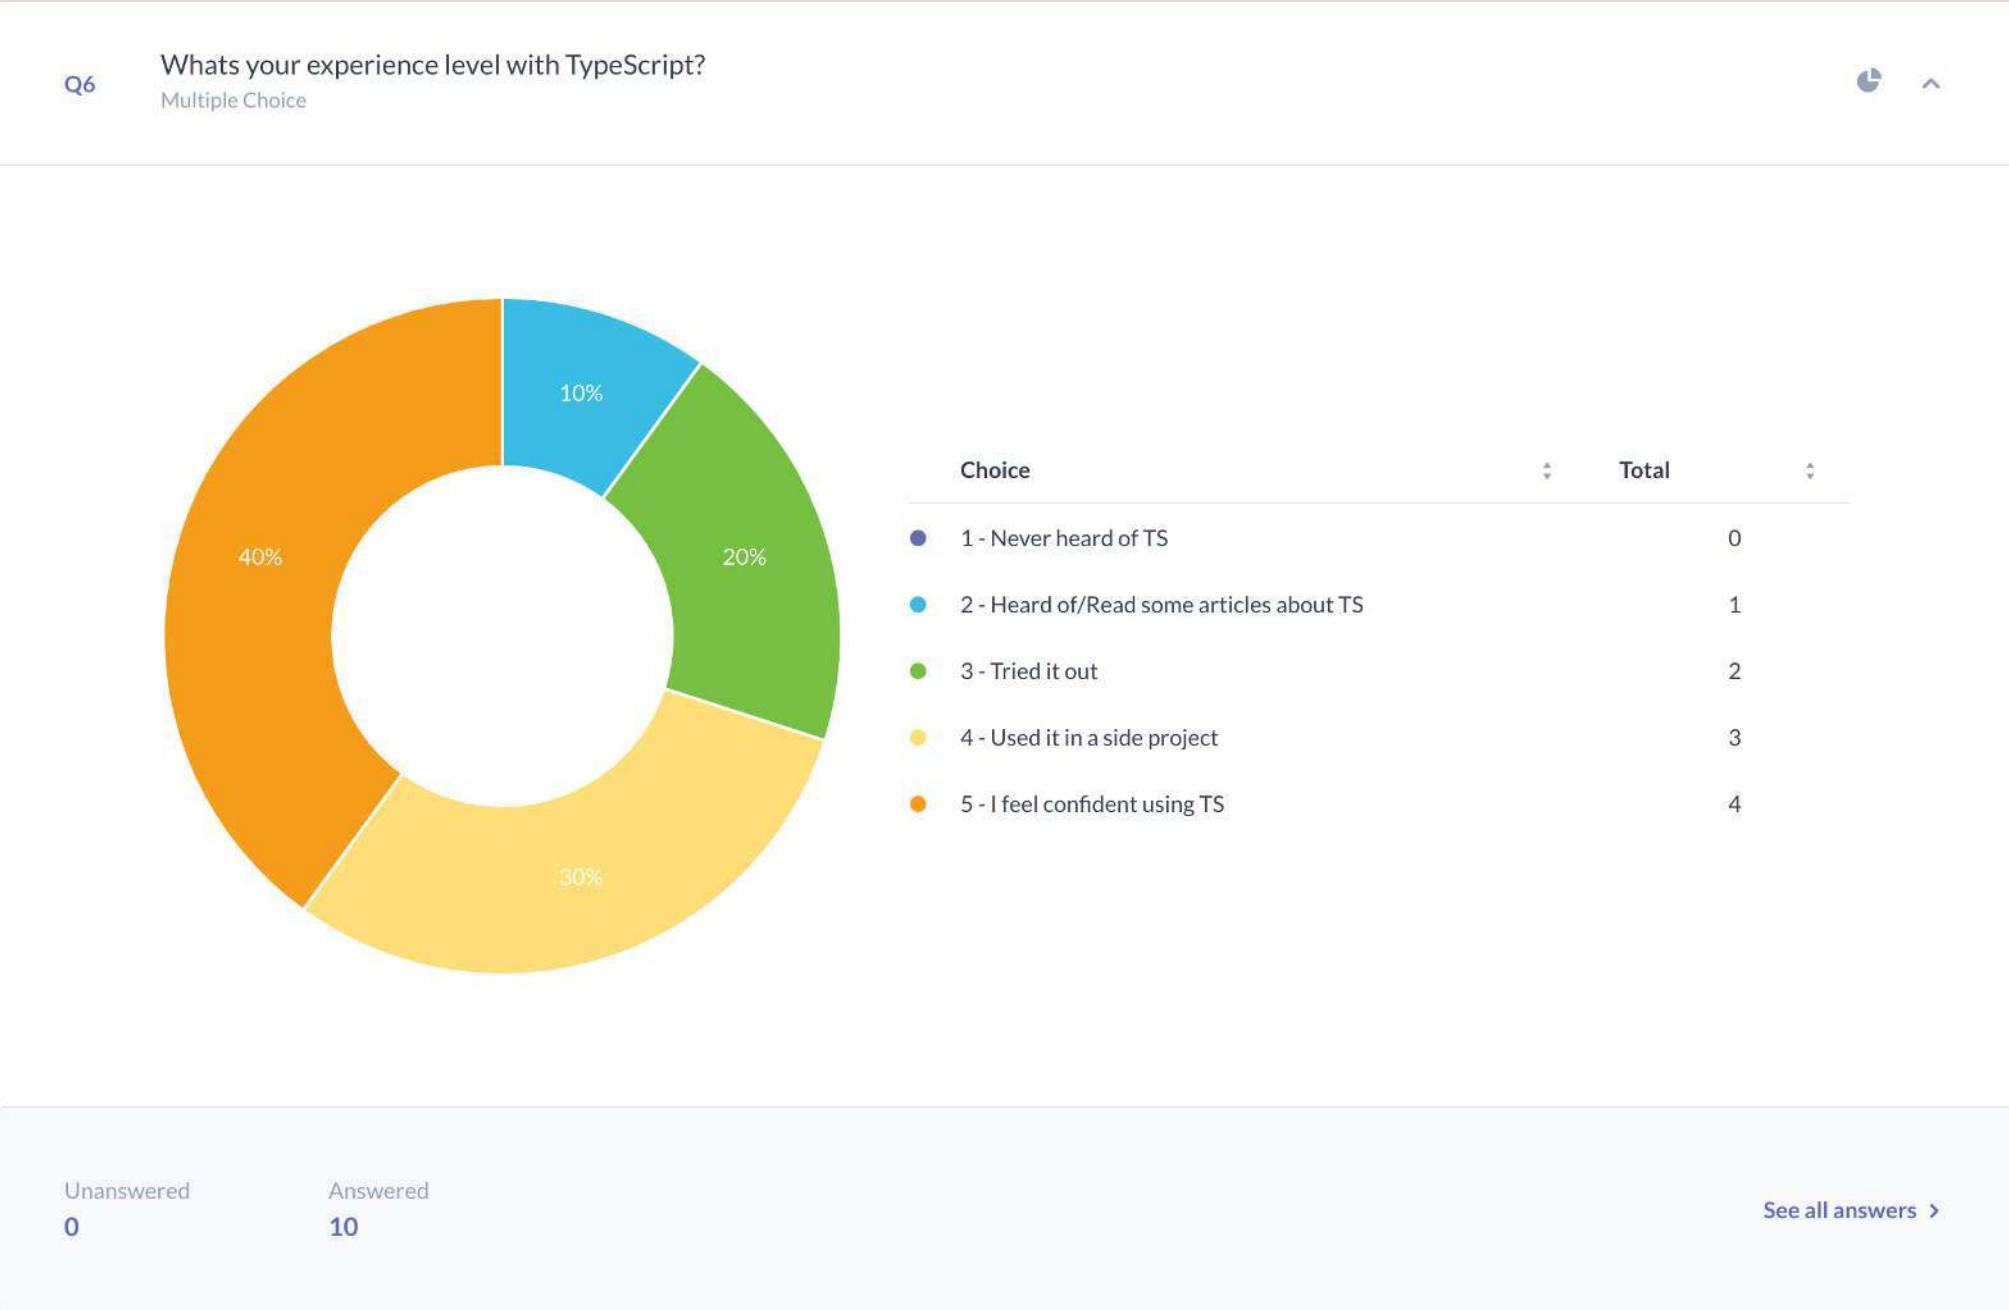 Q6
Whats your experience level with TypeScript?
Multiple Choice
10%
20%
30%
40%
Choice Total
1 - Never heard of TS 0
2 - Heard of/Read some articles about TS 1
3 - Tried it out 2
4 - Used it in a side project 3
5 - I feel confident using TS 4
Unanswered
0
Answered
10
See all answers